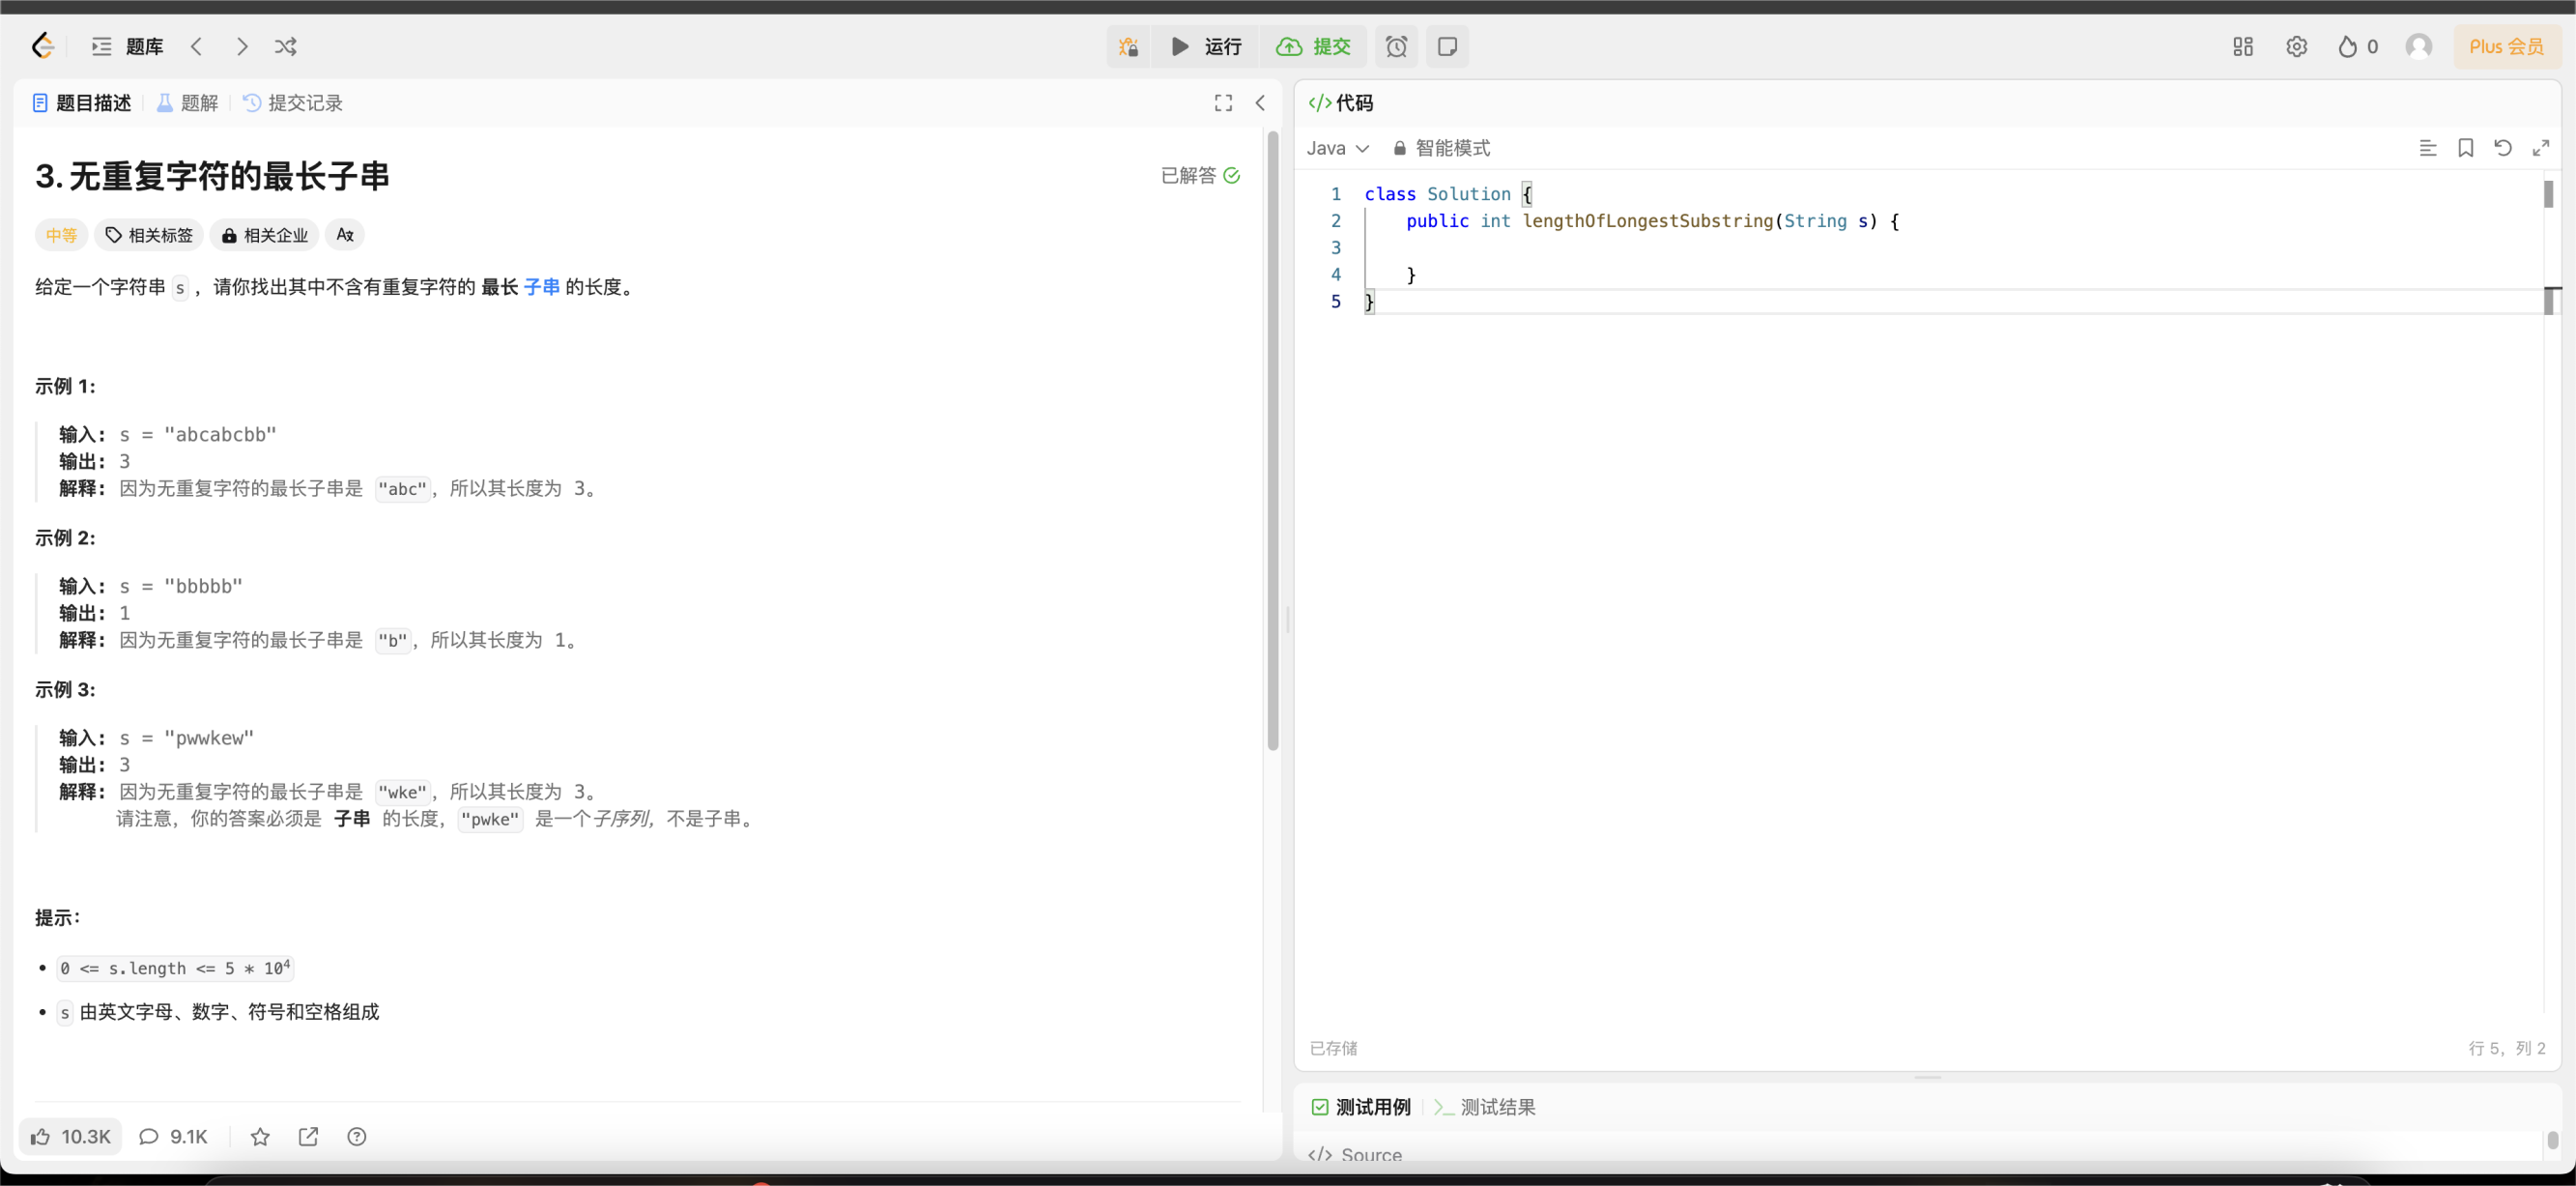 题库
运行
提交
0
Plus 会员
题目描述
题解
提交记录
3. 无重复字符的最长子串
已解答
中等
相关标签
相关企业
给定一个字符串 s ，请你找出其中不含有重复字符的 最长 子串 的长度。
示例 1:
输入: s = "abcabcbb"
输出: 3
解释: 因为无重复字符的最长子串是 "abc"，所以其长度为 3。
示例 2:
输入: s = "bbbbb"
输出: 1
解释: 因为无重复字符的最长子串是 "b"，所以其长度为 1。
示例 3:
输入: s = "pwwkew"
输出: 3
解释: 因为无重复字符的最长子串是 "wke"，所以其长度为 3。
请注意，你的答案必须是 子串 的长度，"pwke" 是一个子序列，不是子串。
提示：
• 0 <= s.length <= 5 * 10⁴
• s 由英文字母、数字、符号和空格组成
10.3K
9.1K
</> 代码
Java
智能模式
1 class Solution {
2     public int lengthOfLongestSubstring(String s) {
3
4     }
5 }
已存储
行 5，列 2
测试用例
测试结果
</> Source